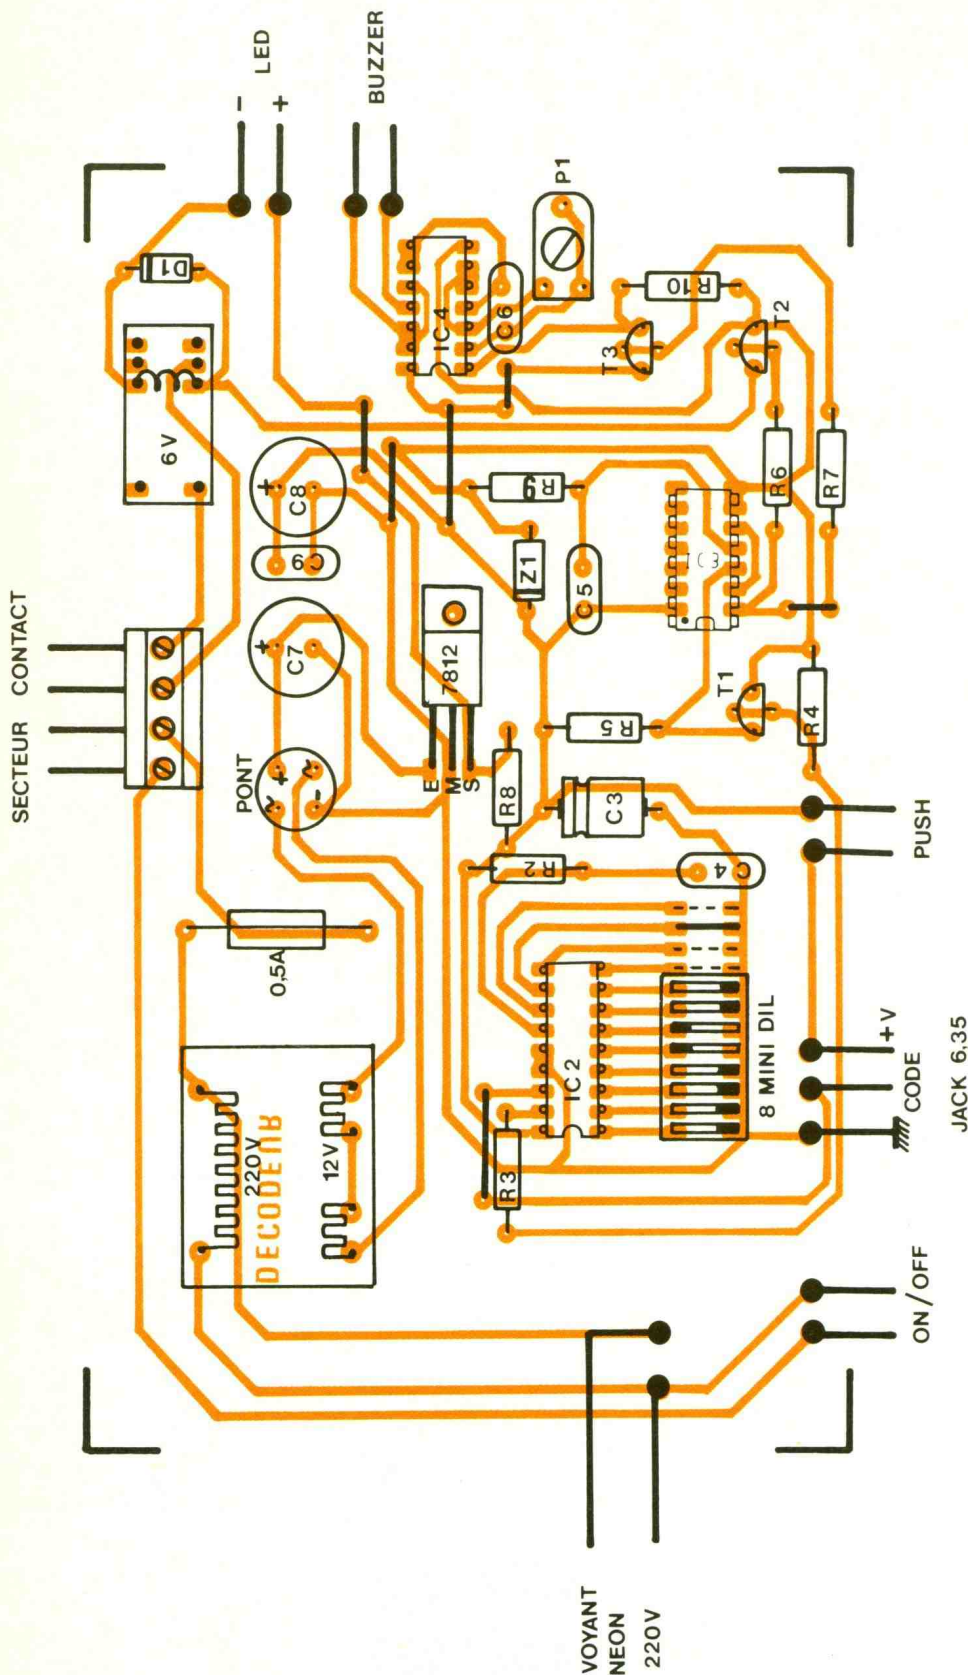 SECTEUR CONTACT
- LED
+
BUZZER
D1
6V
PONT
~ +
- ~
+
C7
C9
+
C8
0,5A
220V
DECODEUR
12V
E
M
S
7812
IC4
C6
P1
R10
T3
T2
R9
Z1
C5
IC3
R6
R7
R8
R5
T1
R4
R2
C3
C4
IC2
R3
8 MINI DIL
VOYANT
NEON
220V
ON/OFF
CODE
+V
JACK 6,35
PUSH